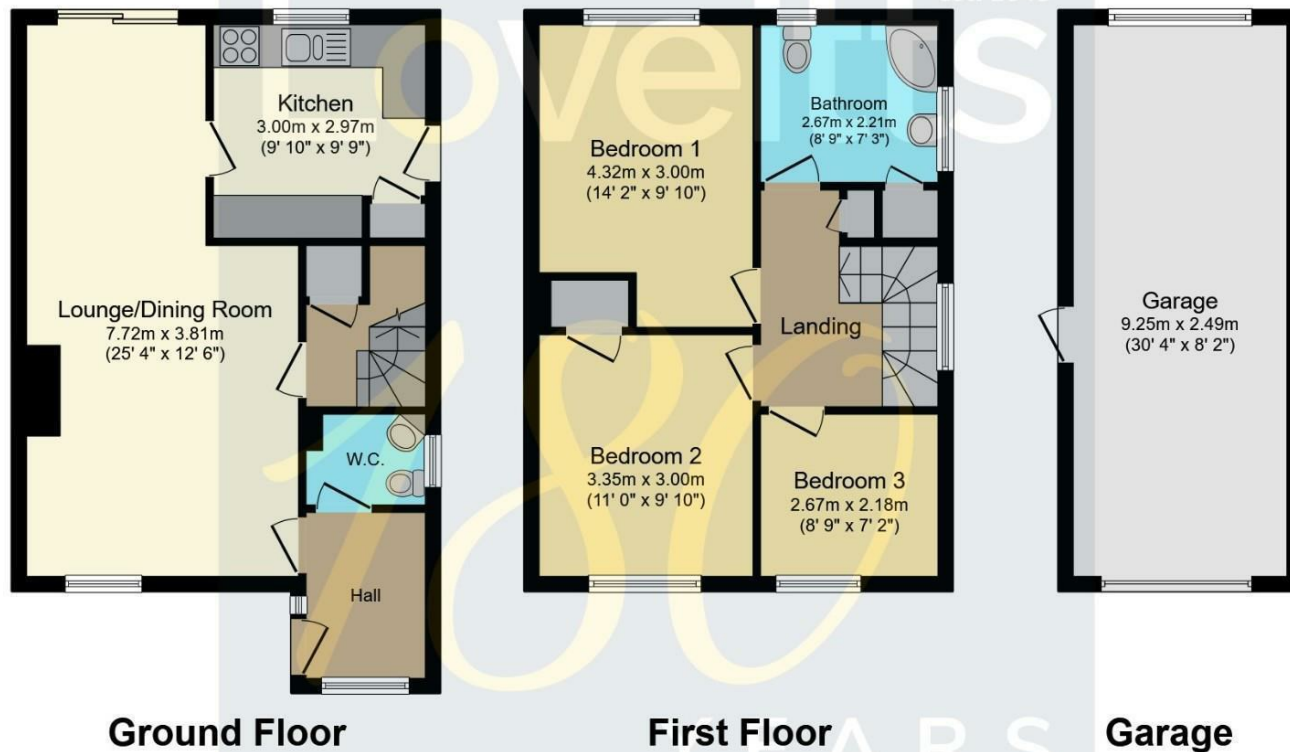 Lovetts
Kitchen
3.00m x 2.97m
(9' 10" x 9' 9")
Lounge/Dining Room
7.72m x 3.81m
(25' 4" x 12' 6")
W.C.
Hall
Ground Floor
Bedroom 1
4.32m x 3.00m
(14' 2" x 9' 10")
Bathroom
2.67m x 2.21m
(8' 9" x 7' 3")
Landing
Bedroom 2
3.35m x 3.00m
(11' 0" x 9' 10")
Bedroom 3
2.67m x 2.18m
(8' 9" x 7' 2")
First Floor
Garage
9.25m x 2.49m
(30' 4" x 8' 2")
Garage
180
YEARS